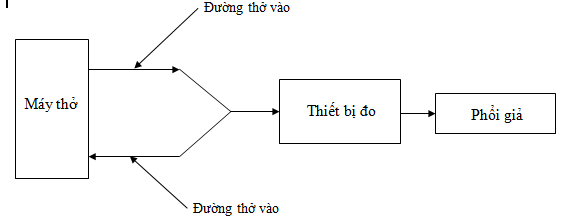 Đường thở vào
Máy thở
Thiết bị đo
Phổi giả
Đường thở vào